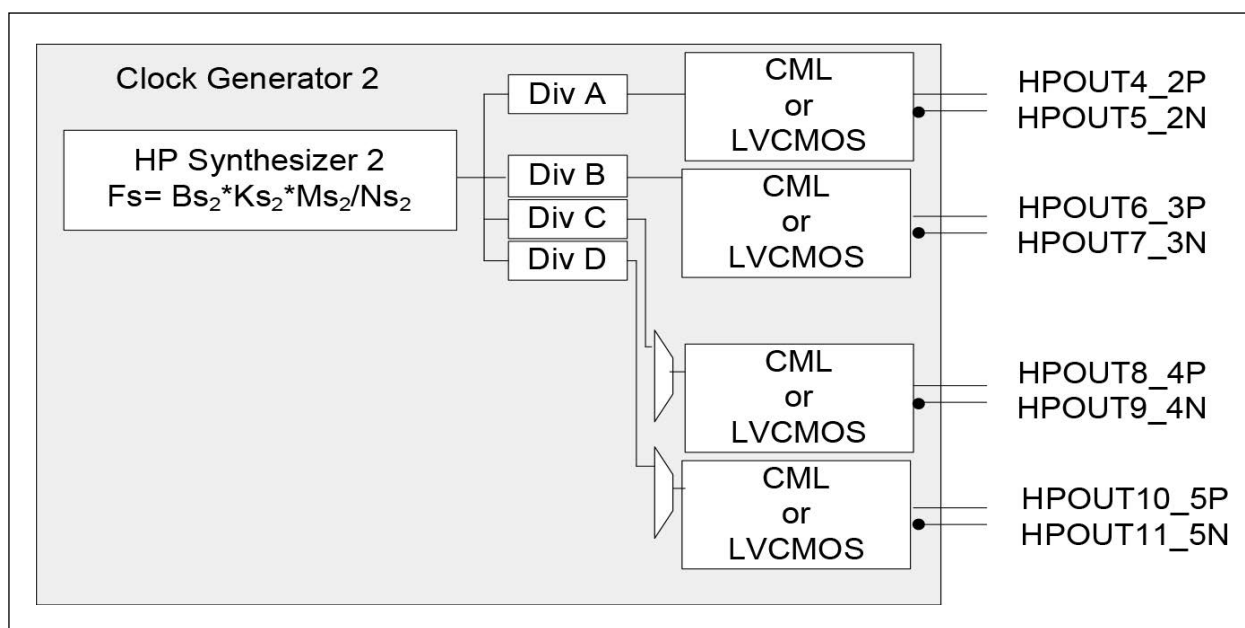 Clock Generator 2
HP Synthesizer 2
Fs= Bs₂*Ks₂*Ms₂/Ns₂
Div A
Div B
Div C
Div D
CML
or
LVCMOS
HPOUT4_2P
HPOUT5_2N
CML
or
LVCMOS
HPOUT6_3P
HPOUT7_3N
CML
or
LVCMOS
HPOUT8_4P
HPOUT9_4N
CML
or
LVCMOS
HPOUT10_5P
HPOUT11_5N